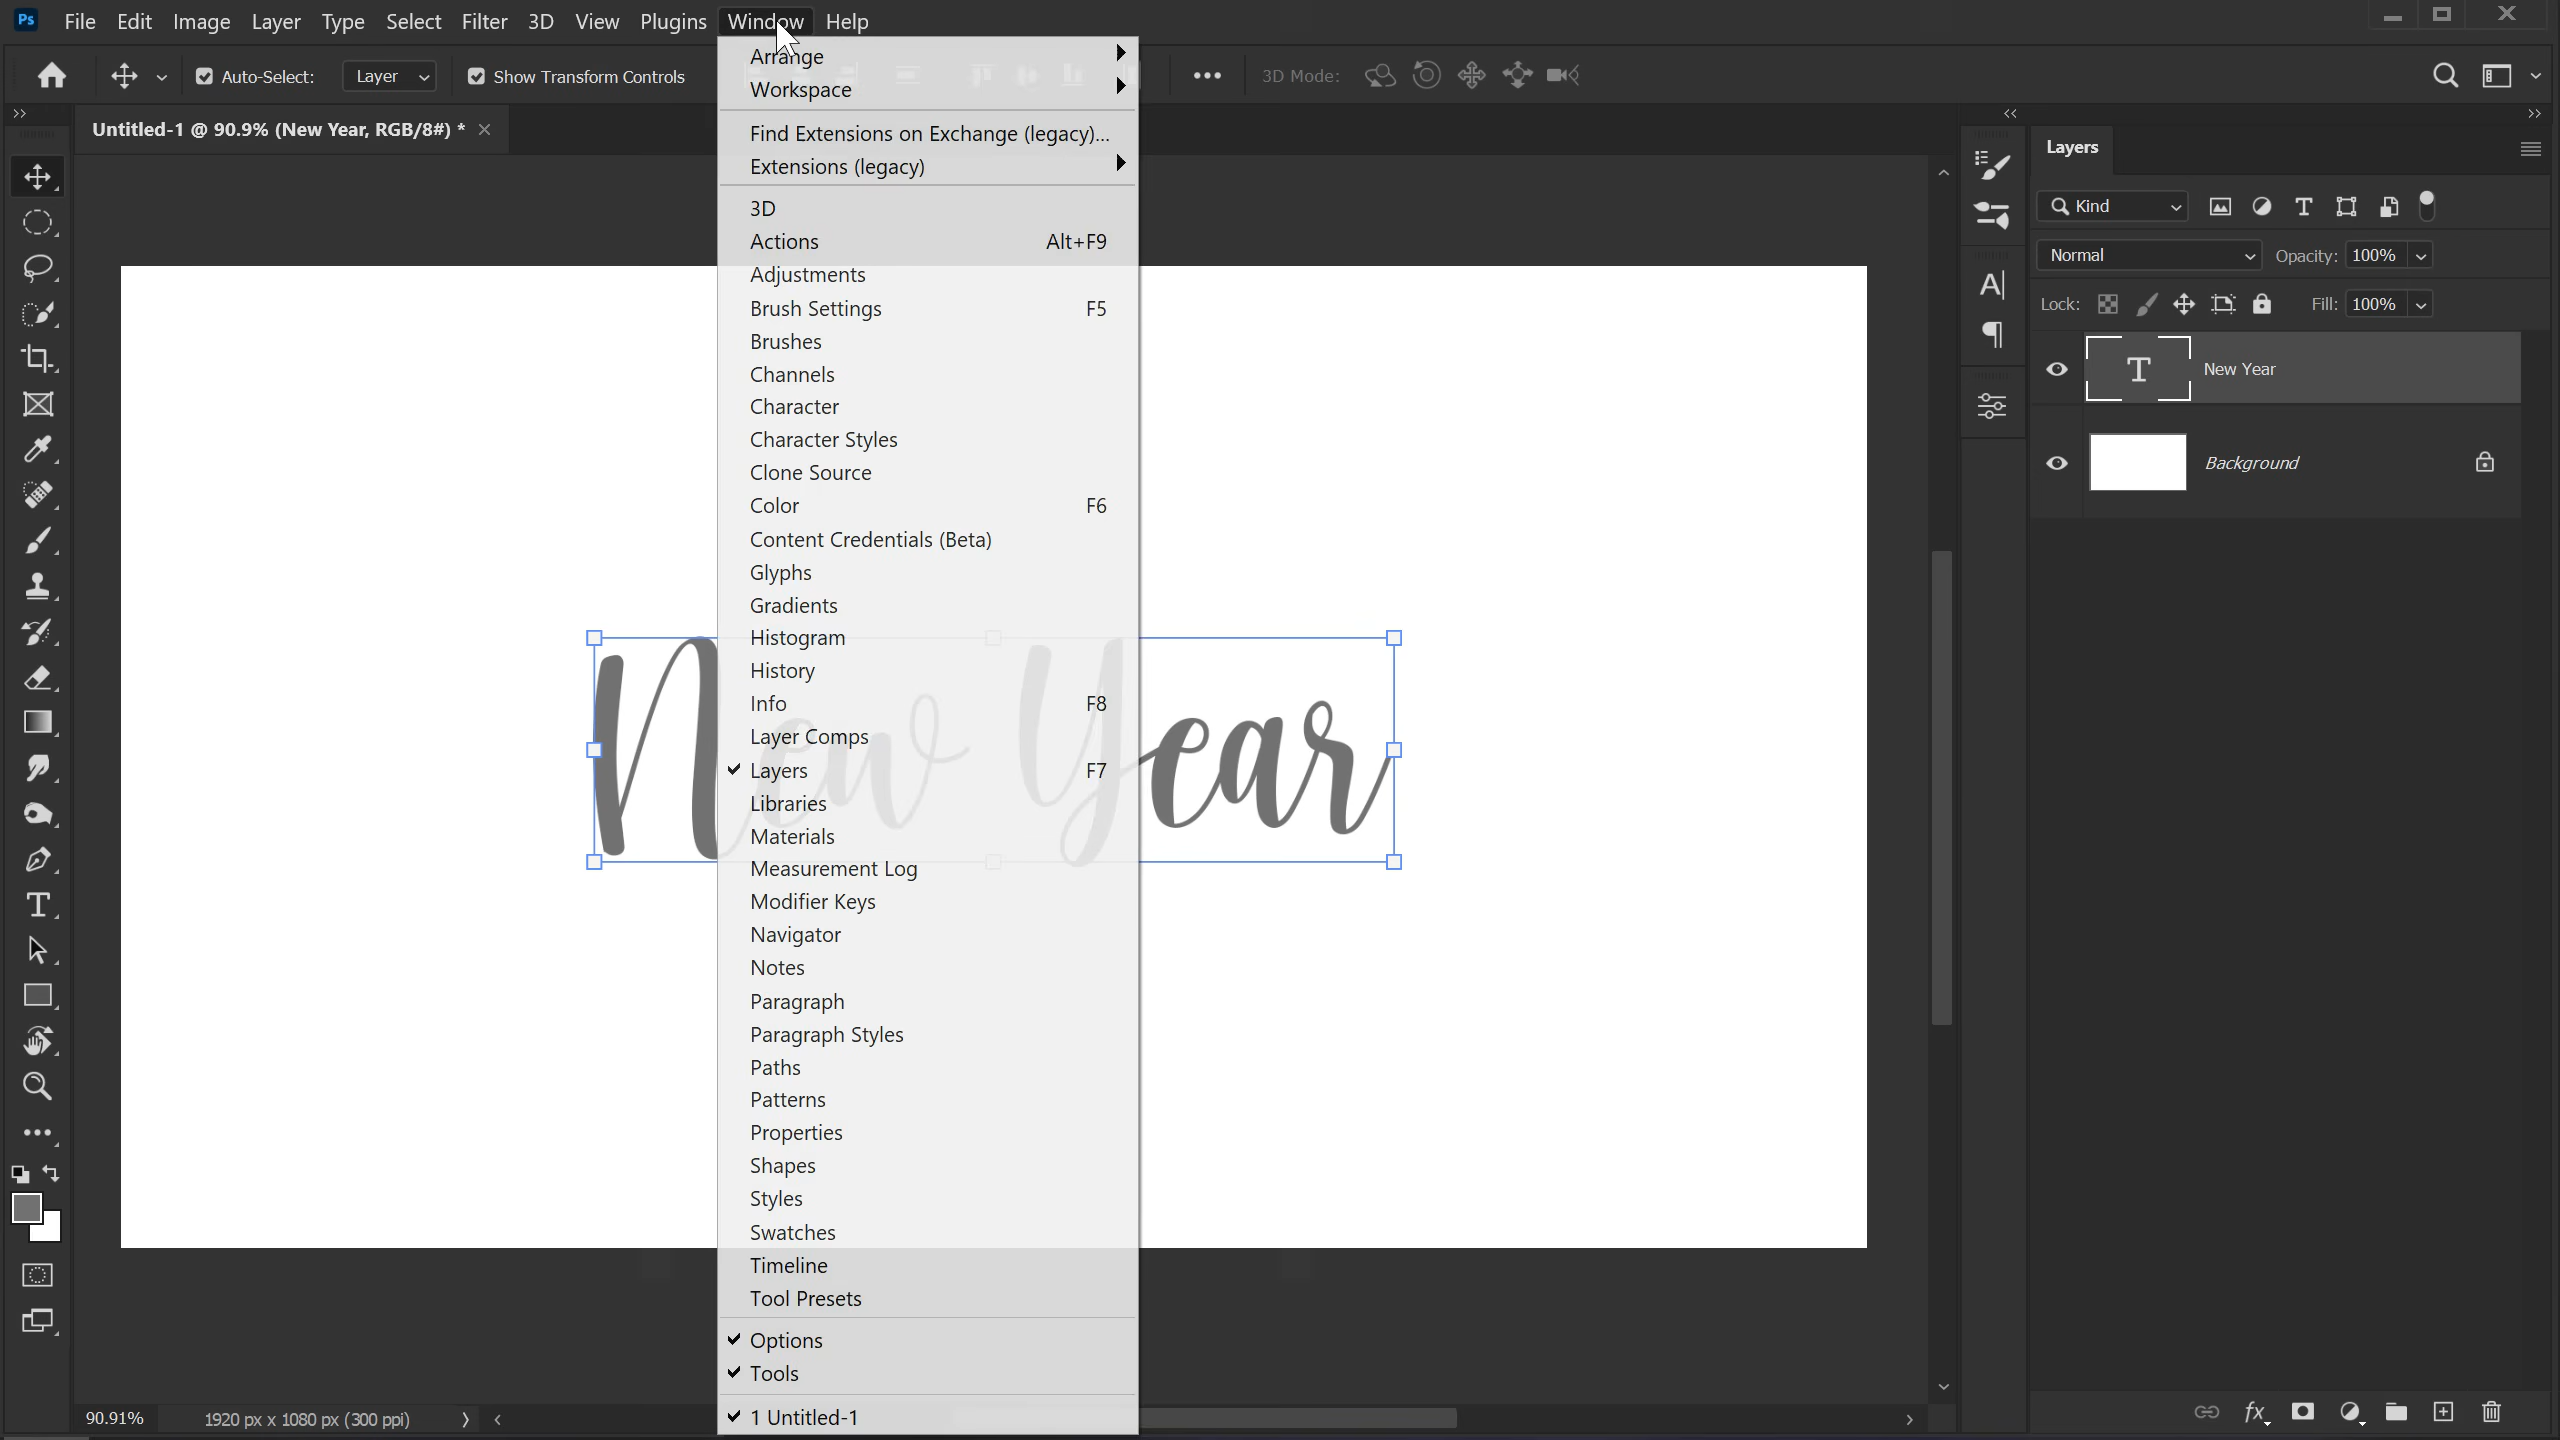 Ps File Edit Image Layer Type Select Filter 3D View Plugins Window Help
Auto-Select: Layer Show Transform Controls 3D Mode:
Untitled-1 @ 90.9% (New Year, RGB/8#) *
Arrange
Workspace
Find Extensions on Exchange (legacy)...
Extensions (legacy)
3D
Actions Alt+F9
Adjustments
Brush Settings F5
Brushes
Channels
Character
Character Styles
Clone Source
Color F6
Content Credentials (Beta)
Glyphs
Gradients
Histogram
History
Info F8
Layer Comps
Layers F7
Libraries
Materials
Measurement Log
Modifier Keys
Navigator
Notes
Paragraph
Paragraph Styles
Paths
Patterns
Properties
Shapes
Styles
Swatches
Timeline
Tool Presets
Options
Tools
1 Untitled-1
New Year
Layers
Kind
Normal Opacity: 100%
Lock: Fill: 100%
New Year
Background
90.91% 1920 px x 1080 px (300 ppi)
fx